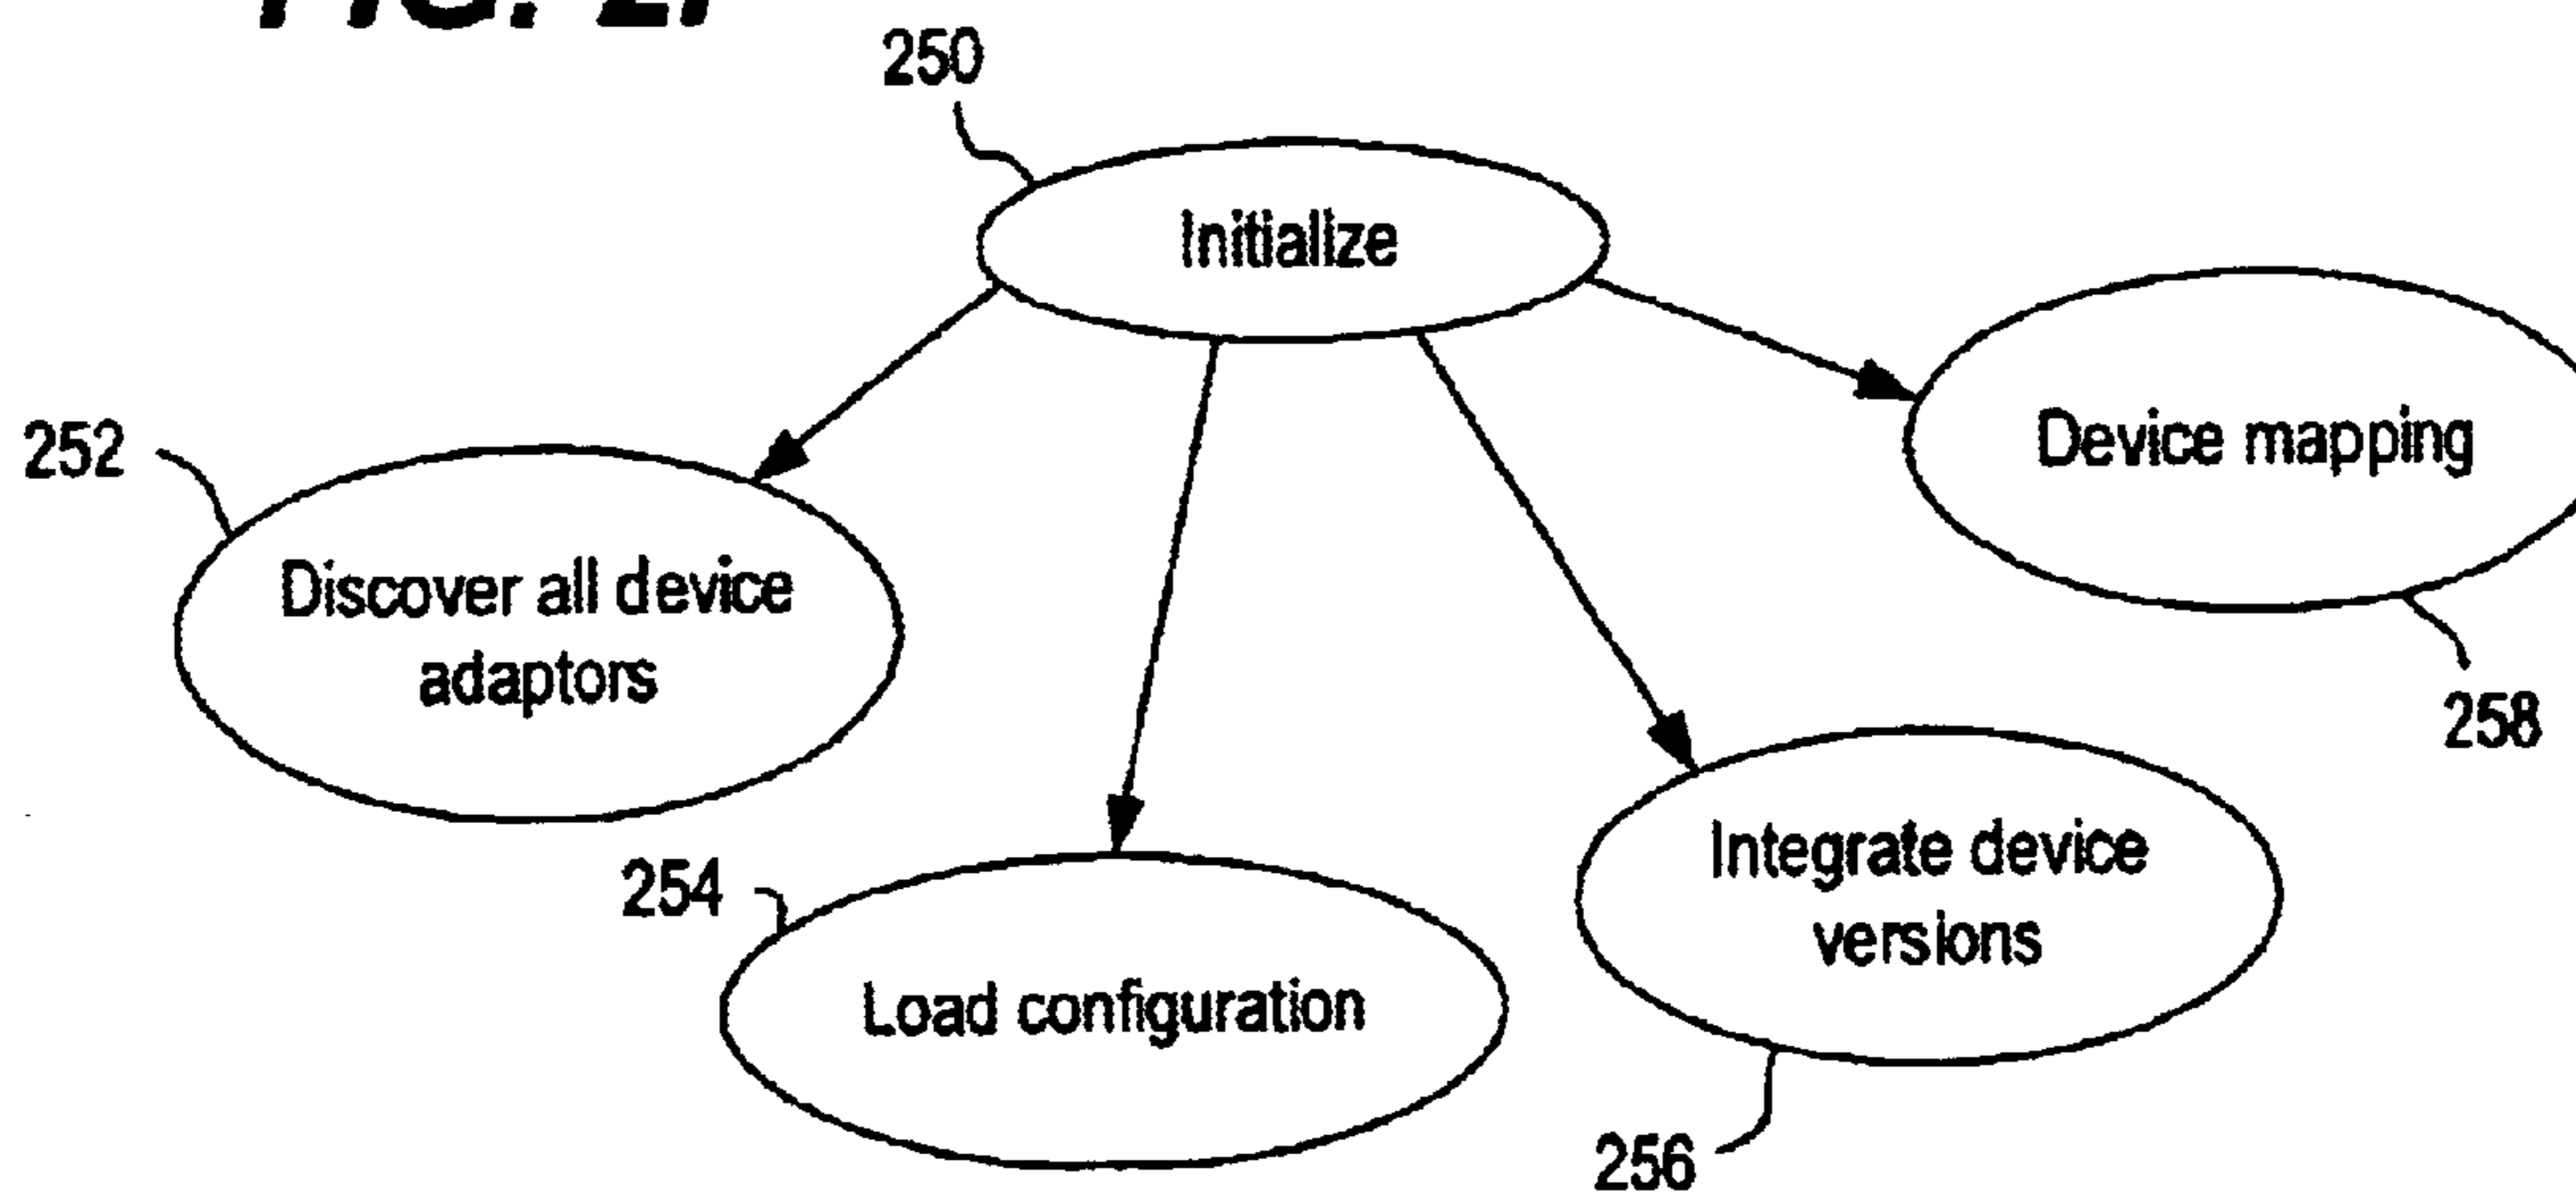 250
Initialize
252
Device mapping
Discover all device
adaptors
258
Integrate device
versions
254
Load configuration
256